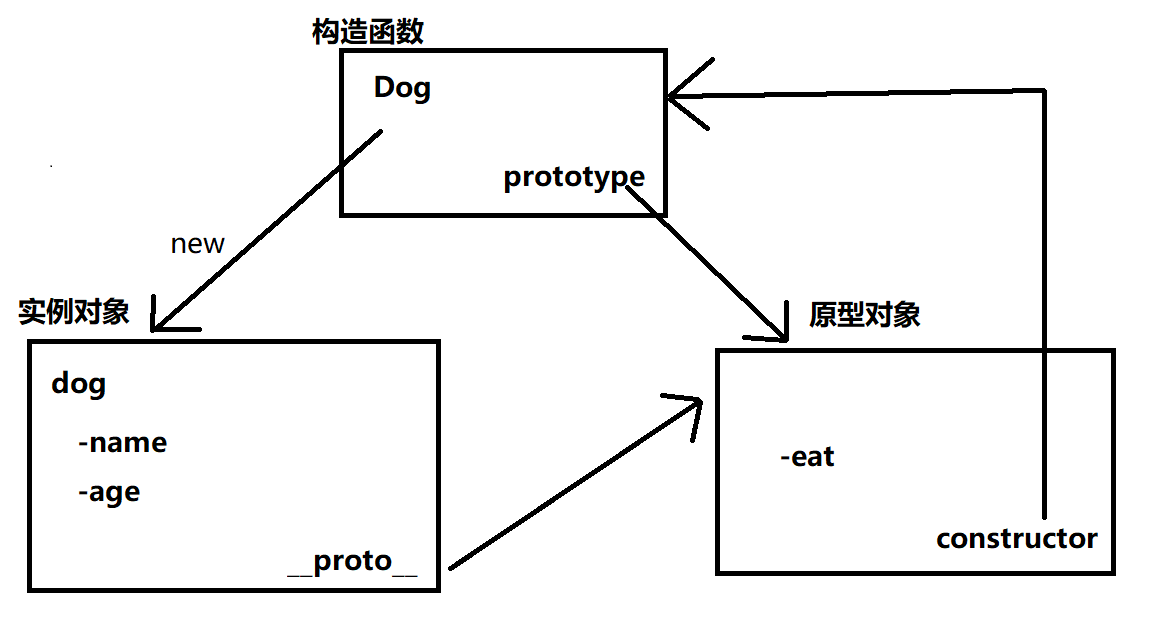 构造函数
Dog
prototype
new
实例对象
dog
-name
-age
__proto__
原型对象
-eat
constructor